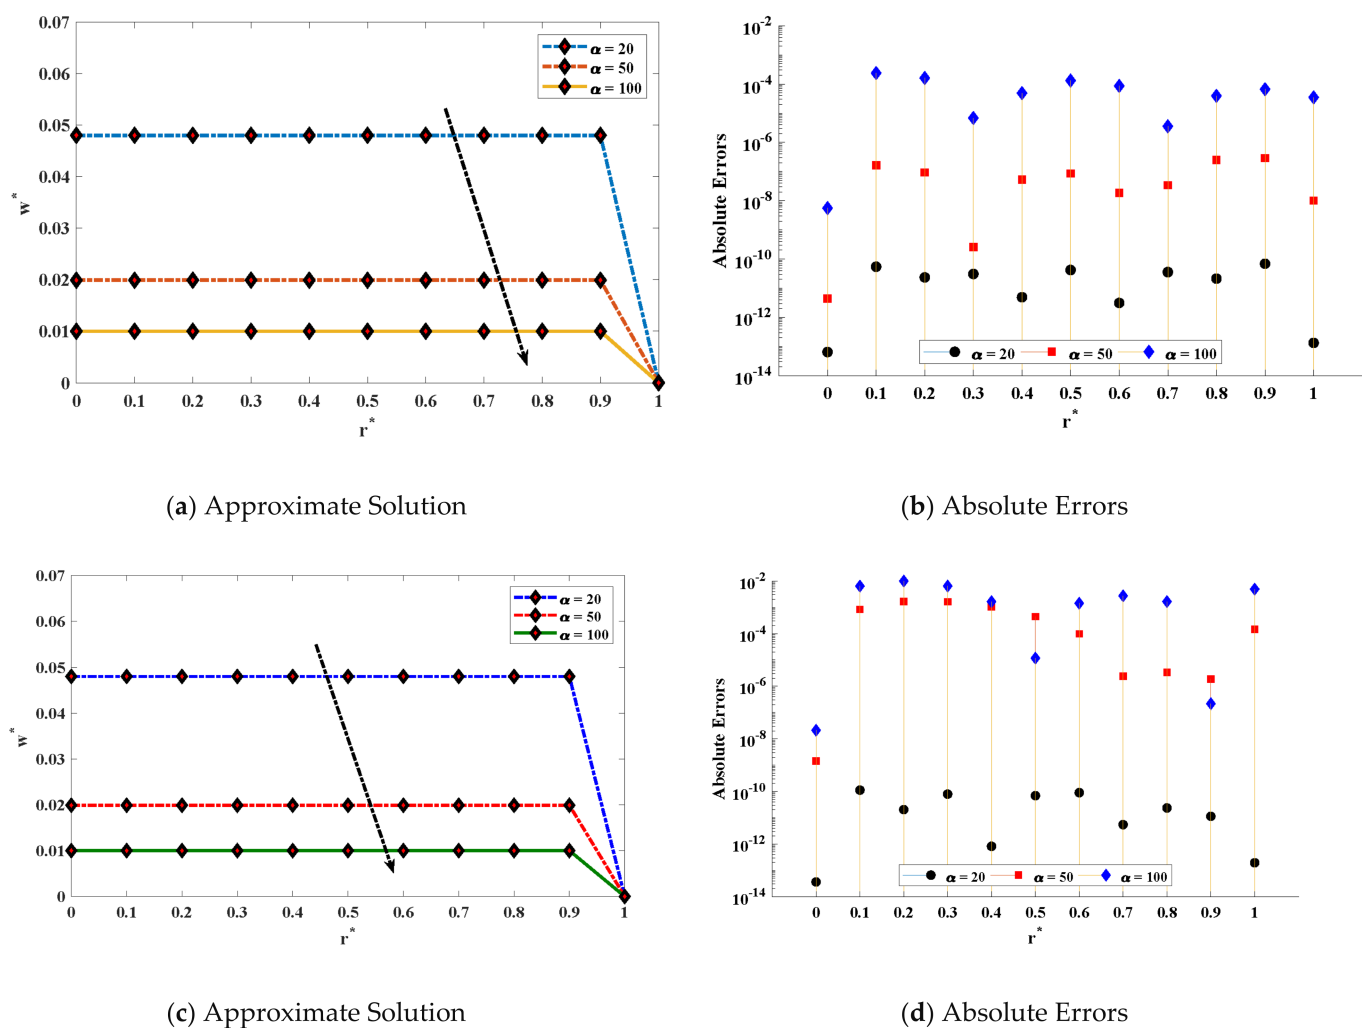 0.07
0.06
0.05
0.04
0.03
0.02
0.01
0
w*
0 0.1 0.2 0.3 0.4 0.5 0.6 0.7 0.8 0.9 1
r*
α = 20
α = 50
α = 100
(a) Approximate Solution
10⁻²
10⁻⁴
10⁻⁶
10⁻⁸
10⁻¹⁰
10⁻¹²
10⁻¹⁴
Absolute Errors
α = 20 α = 50 α = 100
0 0.1 0.2 0.3 0.4 0.5 0.6 0.7 0.8 0.9 1
r*
(b) Absolute Errors
0.07
0.06
0.05
0.04
0.03
0.02
0.01
0
w*
0 0.1 0.2 0.3 0.4 0.5 0.6 0.7 0.8 0.9 1
r*
α = 20
α = 50
α = 100
(c) Approximate Solution
10⁻²
10⁻⁴
10⁻⁶
10⁻⁸
10⁻¹⁰
10⁻¹²
10⁻¹⁴
Absolute Errors
α = 20 α = 50 α = 100
0 0.1 0.2 0.3 0.4 0.5 0.6 0.7 0.8 0.9 1
r*
(d) Absolute Errors